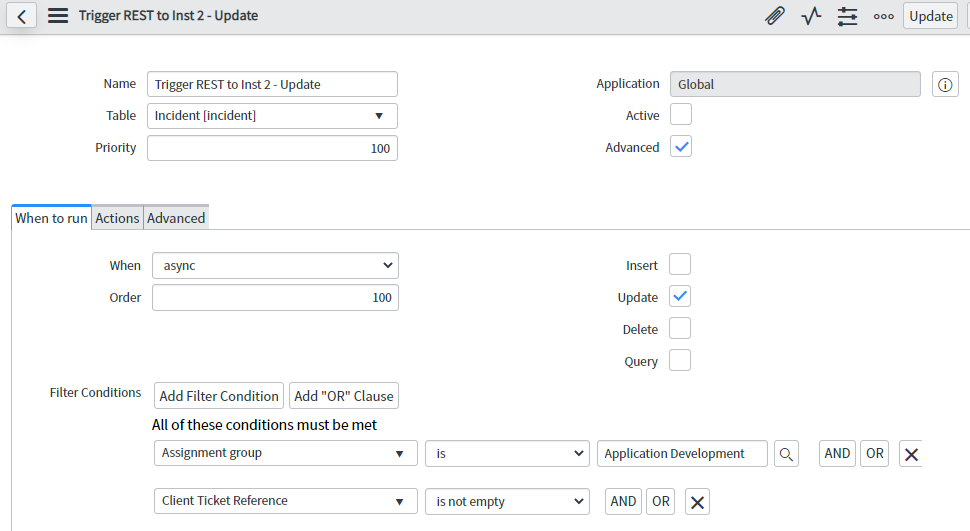 Trigger REST to Inst 2 - Update Update
Name Trigger REST to Inst 2 - Update Application Global
Table Incident [incident] Active
Priority 100 Advanced
When to run Actions Advanced
When async Insert
Order 100 Update
Delete
Query
Filter Conditions Add Filter Condition Add "OR" Clause
All of these conditions must be met
Assignment group is Application Development AND OR
Client Ticket Reference is not empty AND OR